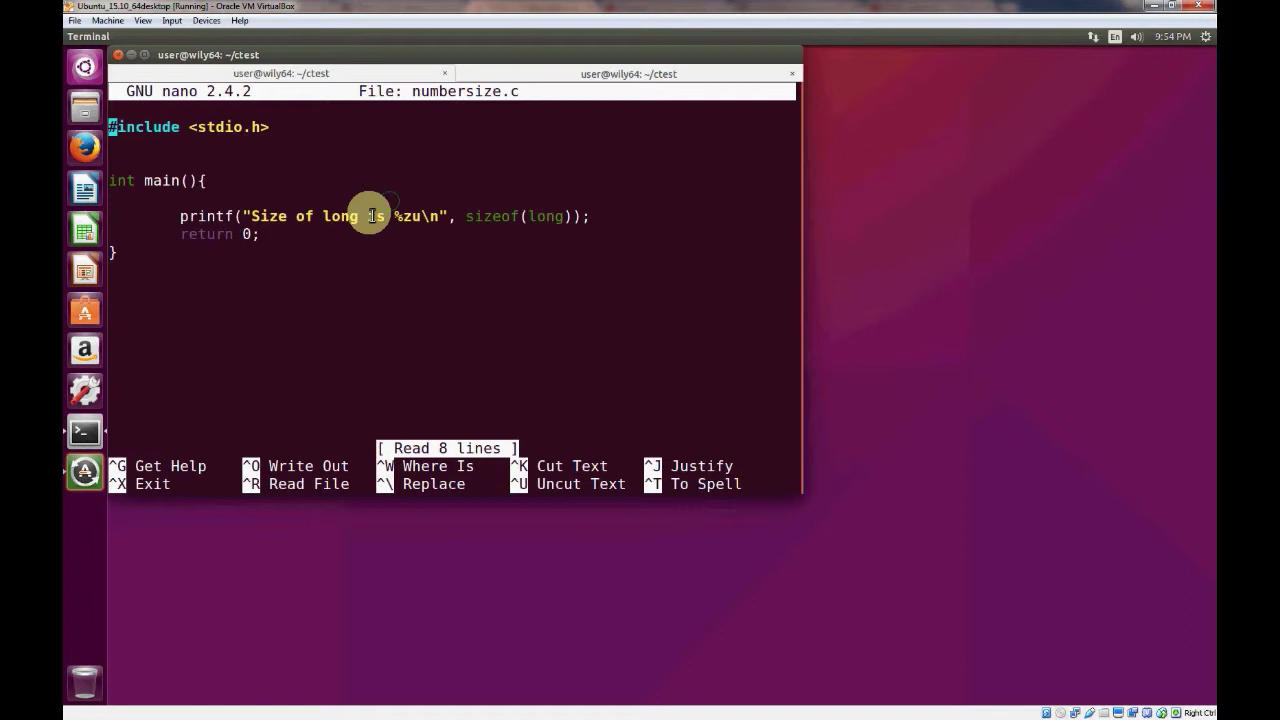 Ubuntu_15.10_64desktop [Running] - Oracle VM VirtualBox
File Machine View Input Devices Help
Terminal En 9:54 PM
user@wily64: ~/ctest
user@wily64: ~/ctest × user@wily64: ~/ctest ×
GNU nano 2.4.2 File: numbersize.c
#include <stdio.h>
int main(){
printf("Size of long is %zu\n", sizeof(long));
return 0;
}
[ Read 8 lines ]
^G Get Help ^O Write Out ^W Where Is ^K Cut Text ^J Justify
^X Exit ^R Read File ^\ Replace ^U Uncut Text ^T To Spell
Right Ctrl